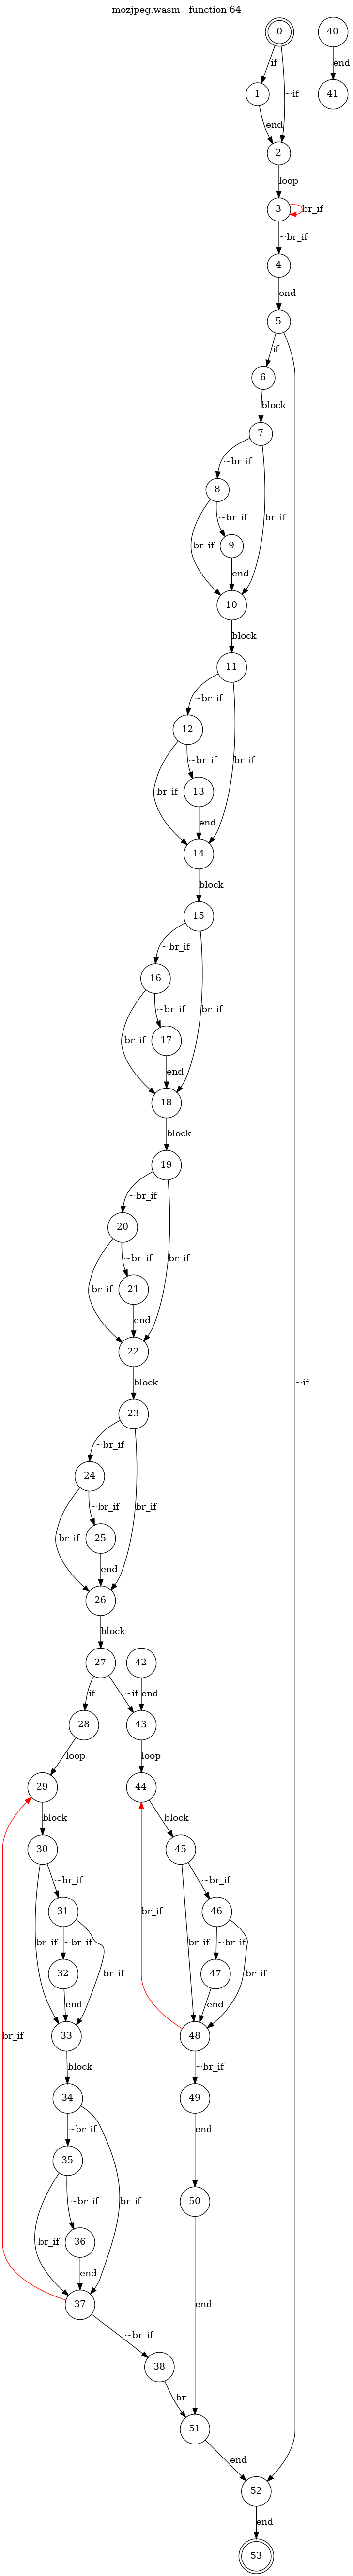 mozjpeg.wasm - function 64
0 40
if ~if end
1 41
end
2
loop
3 br_if
~br_if
4
end
5
if
6
block
7
~br_if
8
~br_if
br_if 9 br_if
end
10
block
11
~br_if
12
~br_if br_if
br_if 13
end
14
block
15
~br_if
16
~br_if br_if
br_if 17
end
18
block
19
~br_if
20
~br_if br_if
br_if 21
end
22
~if
block
23
~br_if
24
~br_if br_if
br_if 25
end
26
block
27 42
if ~if end
28 43
loop loop
29 44
block block
30 45
~br_if ~br_if
31 46
br_if ~br_if br_if br_if ~br_if
32 br_if 47 br_if
end end
br_if 33 48
block ~br_if
34 49
~br_if end
35
br_if ~br_if br_if 50
36
end end
37
~br_if
38
br
51
end
52
end
53